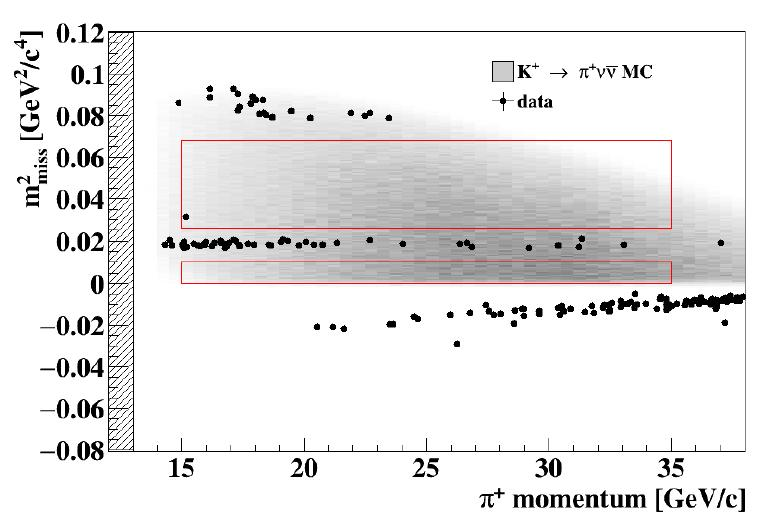 0.12
0.1
0.08
0.06
0.04
0.02
0
−0.02
−0.04
−0.06
−0.08
m²miss [GeV²/c⁴]
K⁺ → π⁺νν̅ MC
data
15 20 25 30 35
π⁺ momentum [GeV/c]